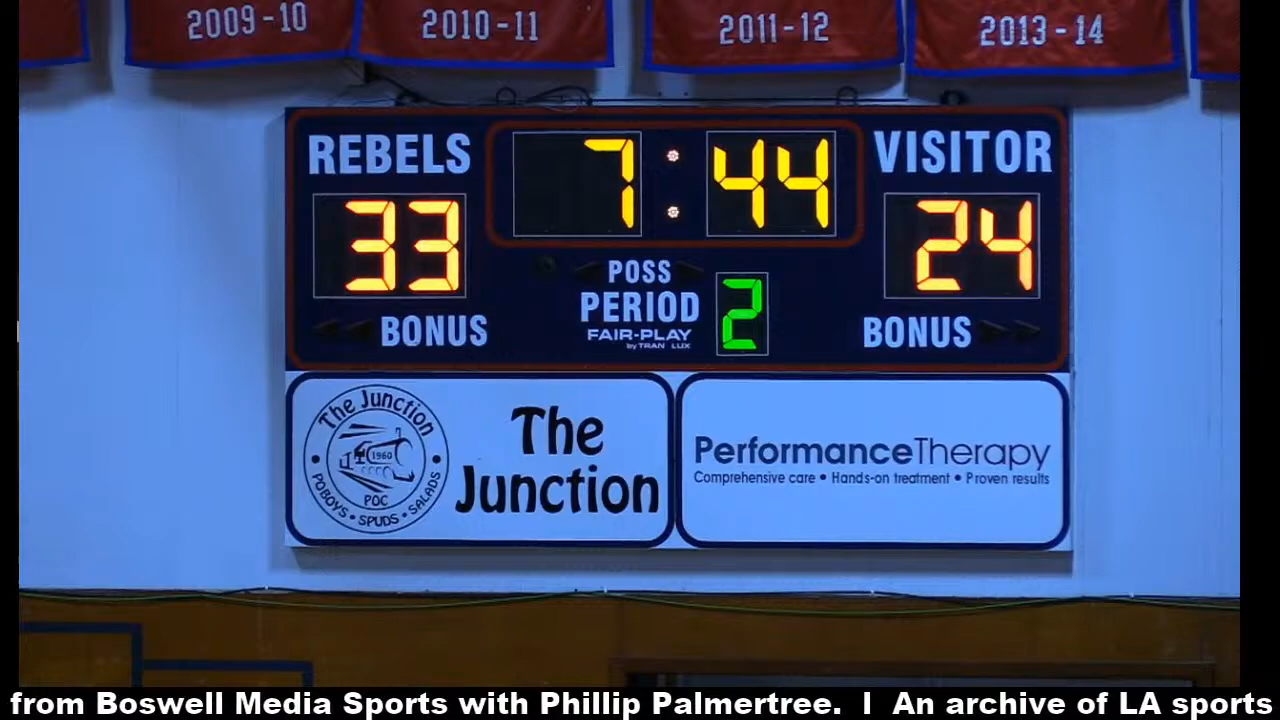 2009-10
2010-11
2011-12
2013-14
REBELS
7:44
VISITOR
33
24
POSS
PERIOD
2
FAIR-PLAY
by TRAN LUX
BONUS
BONUS
The Junction
1960
POC
POBOYS • SPUDS • SALADS
The
Junction
PerformanceTherapy
Comprehensive care • Hands-on treatment • Proven results
from Boswell Media Sports with Phillip Palmertree. I An archive of LA sports